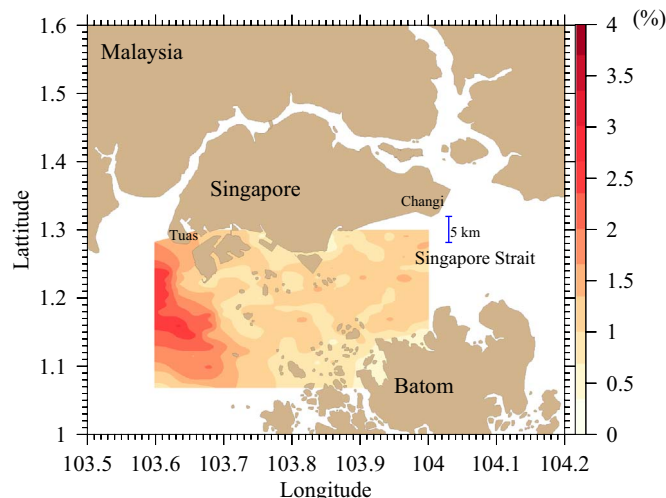 (%)
Malaysia
Singapore
Changi
Tuas
5 km
Singapore Strait
Batom
Lattitude
1.6
1.5
1.4
1.3
1.2
1.1
1
103.5 103.6 103.7 103.8 103.9 104 104.1 104.2
Longitude
4
3.5
3
2.5
2
1.5
1
0.5
0